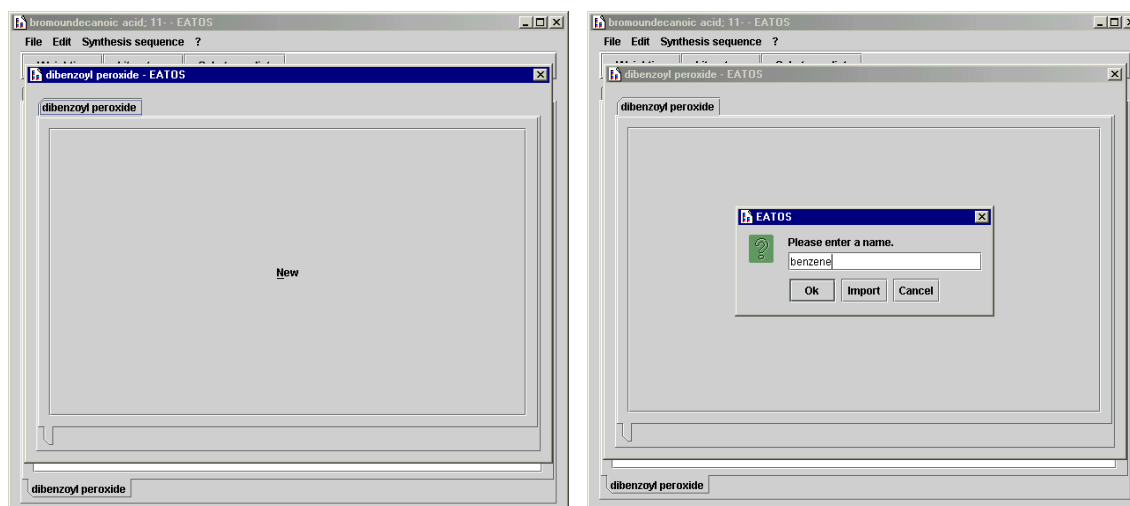 bromoundecanoic acid; 11- - EATOS
File Edit Synthesis sequence ?
dibenzoyl peroxide - EATOS
dibenzoyl peroxide
New
dibenzoyl peroxide
bromoundecanoic acid; 11- - EATOS
File Edit Synthesis sequence ?
dibenzoyl peroxide - EATOS
dibenzoyl peroxide
EATOS
Please enter a name.
benzene
Ok Import Cancel
dibenzoyl peroxide